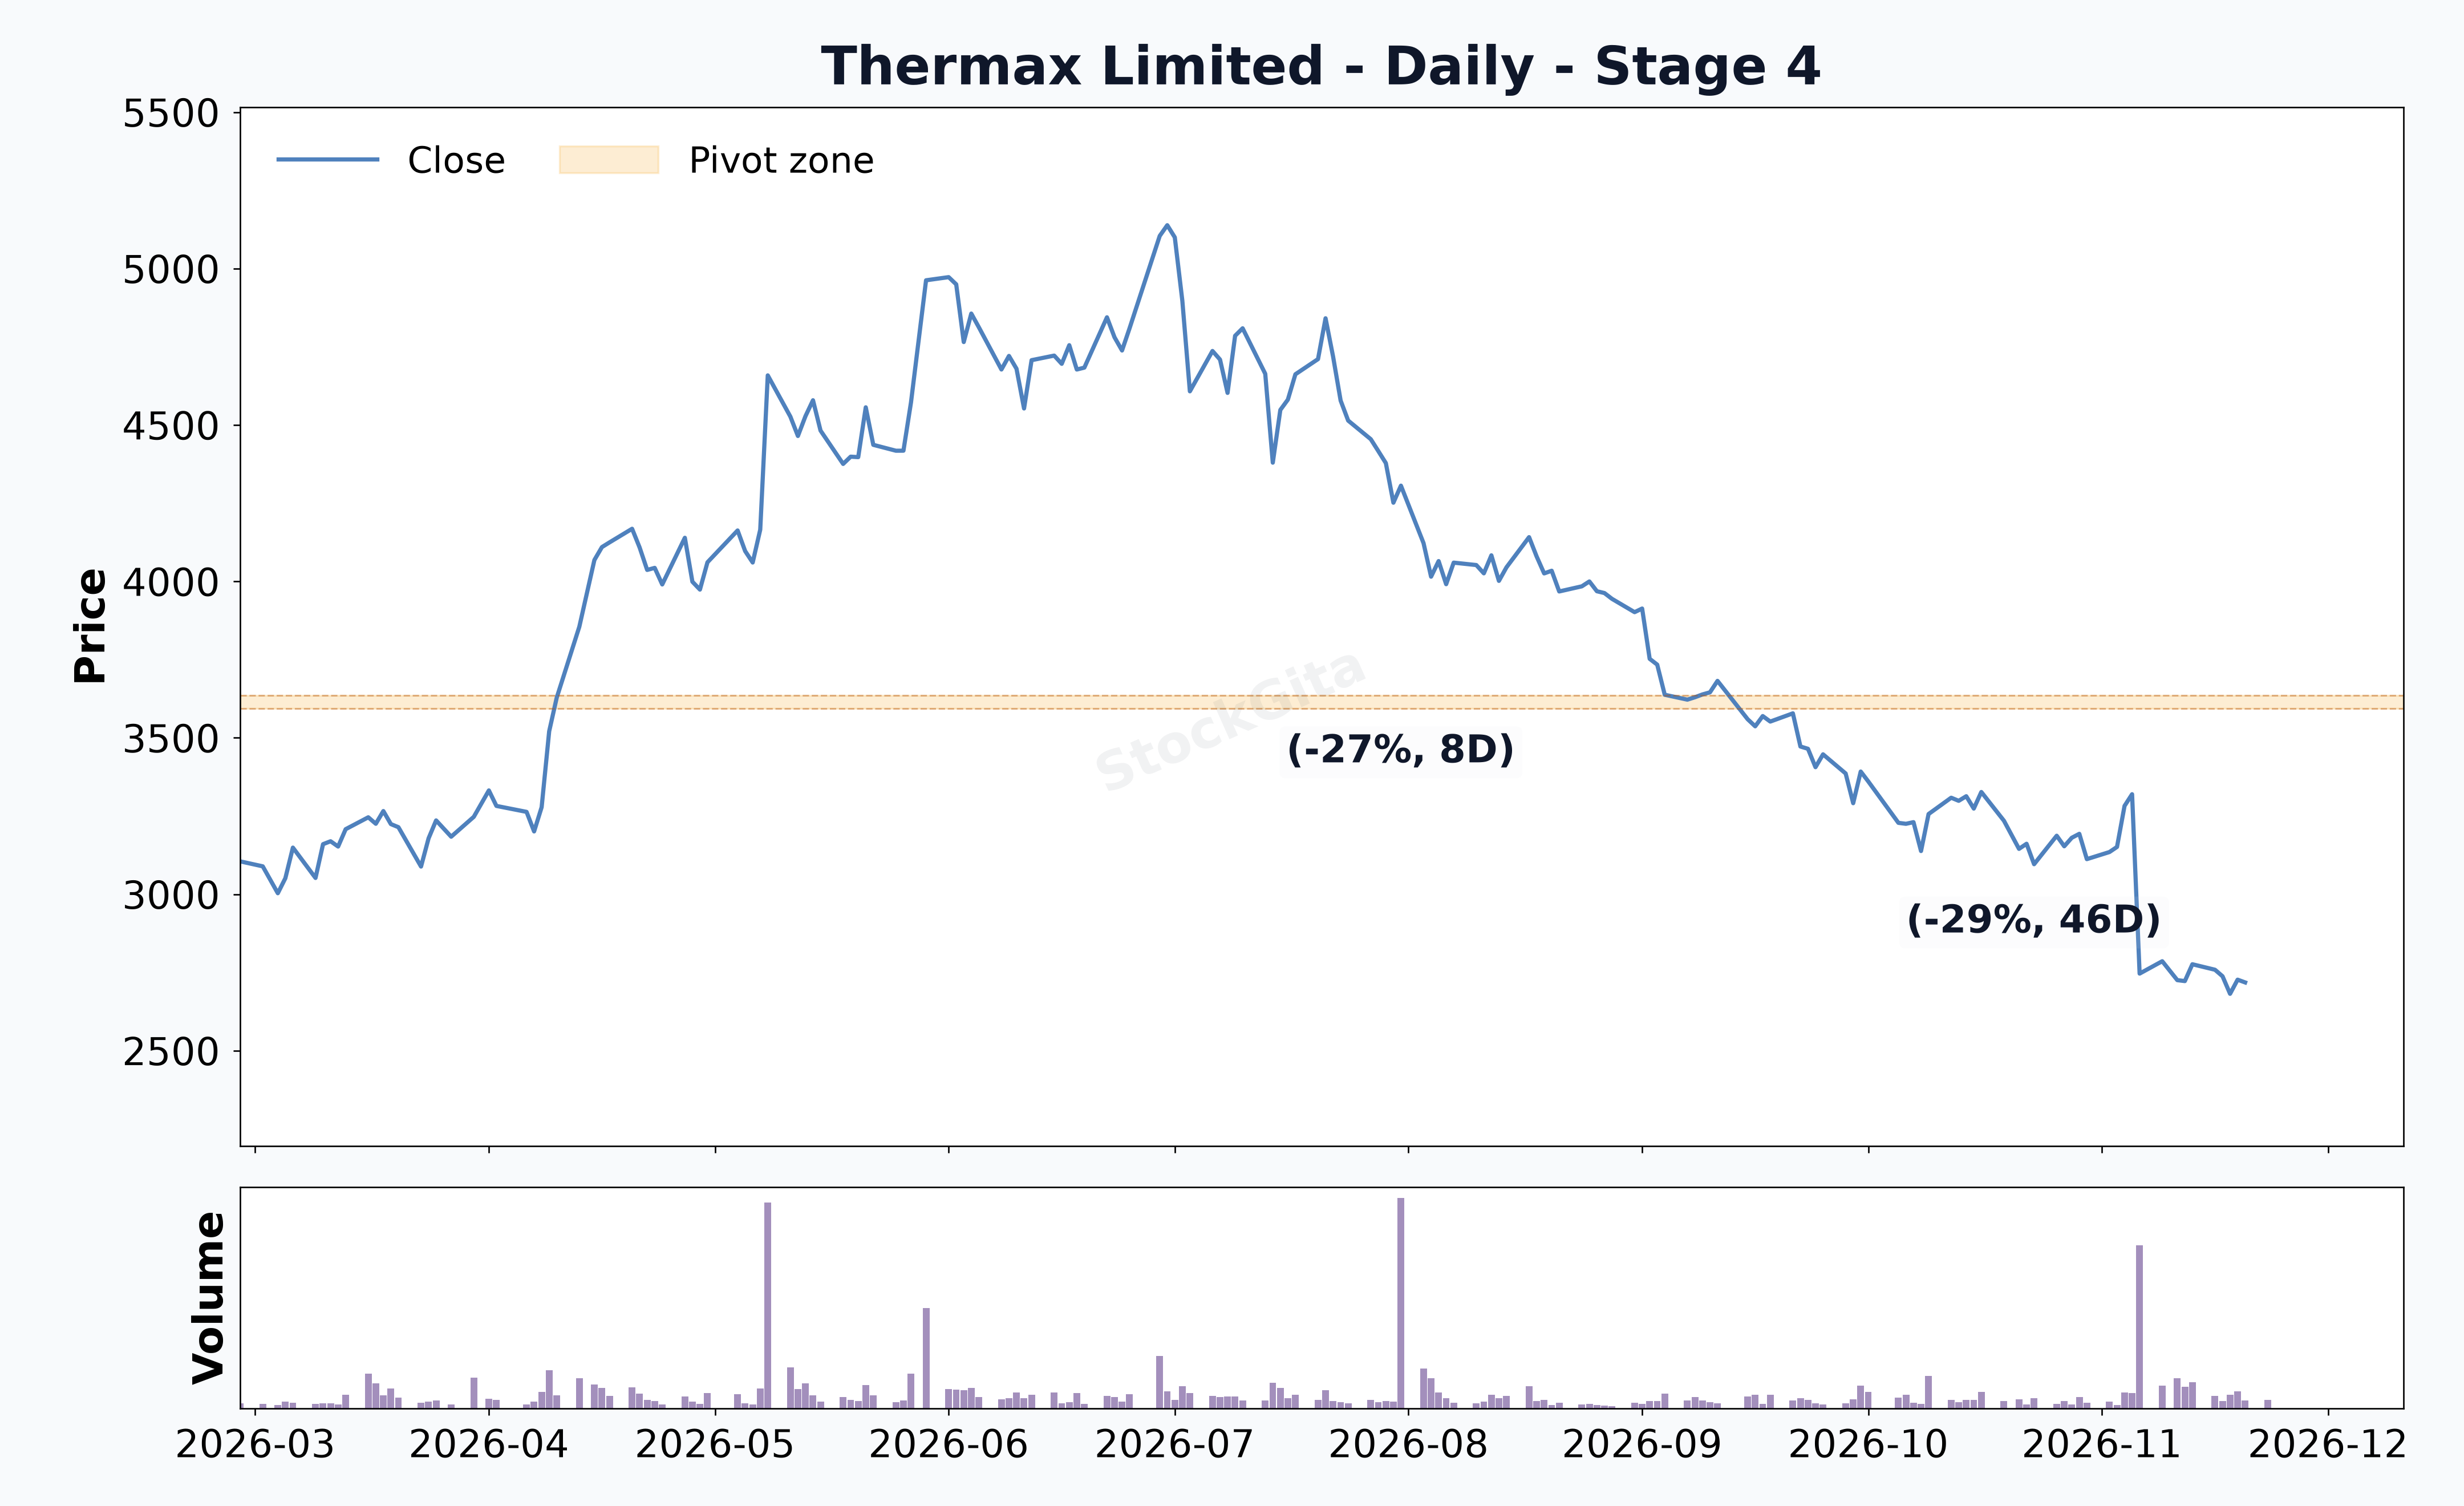 Thermax Limited - Daily - Stage 4
Close
Pivot zone
Price
5500
5000
4500
4000
3500
3000
2500
StockGita
(-27%, 8D)
(-29%, 46D)
Volume
2026-03
2026-04
2026-05
2026-06
2026-07
2026-08
2026-09
2026-10
2026-11
2026-12